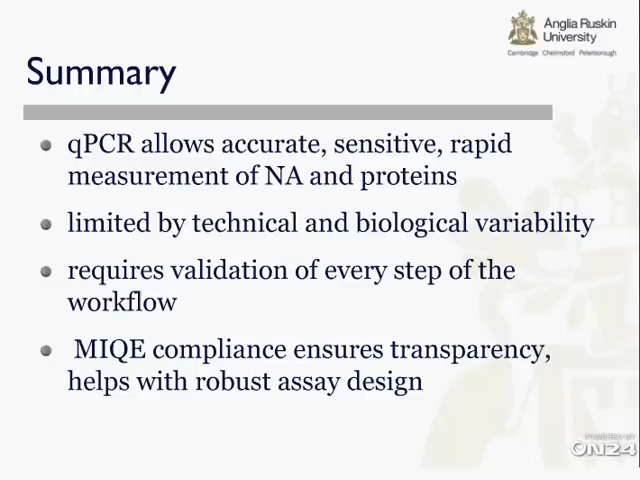 Anglia Ruskin
University
Cambridge Chelmsford Peterborough
Summary
qPCR allows accurate, sensitive, rapid
measurement of NA and proteins
limited by technical and biological variability
requires validation of every step of the
workflow
MIQE compliance ensures transparency,
helps with robust assay design
POWERED BY
ON24